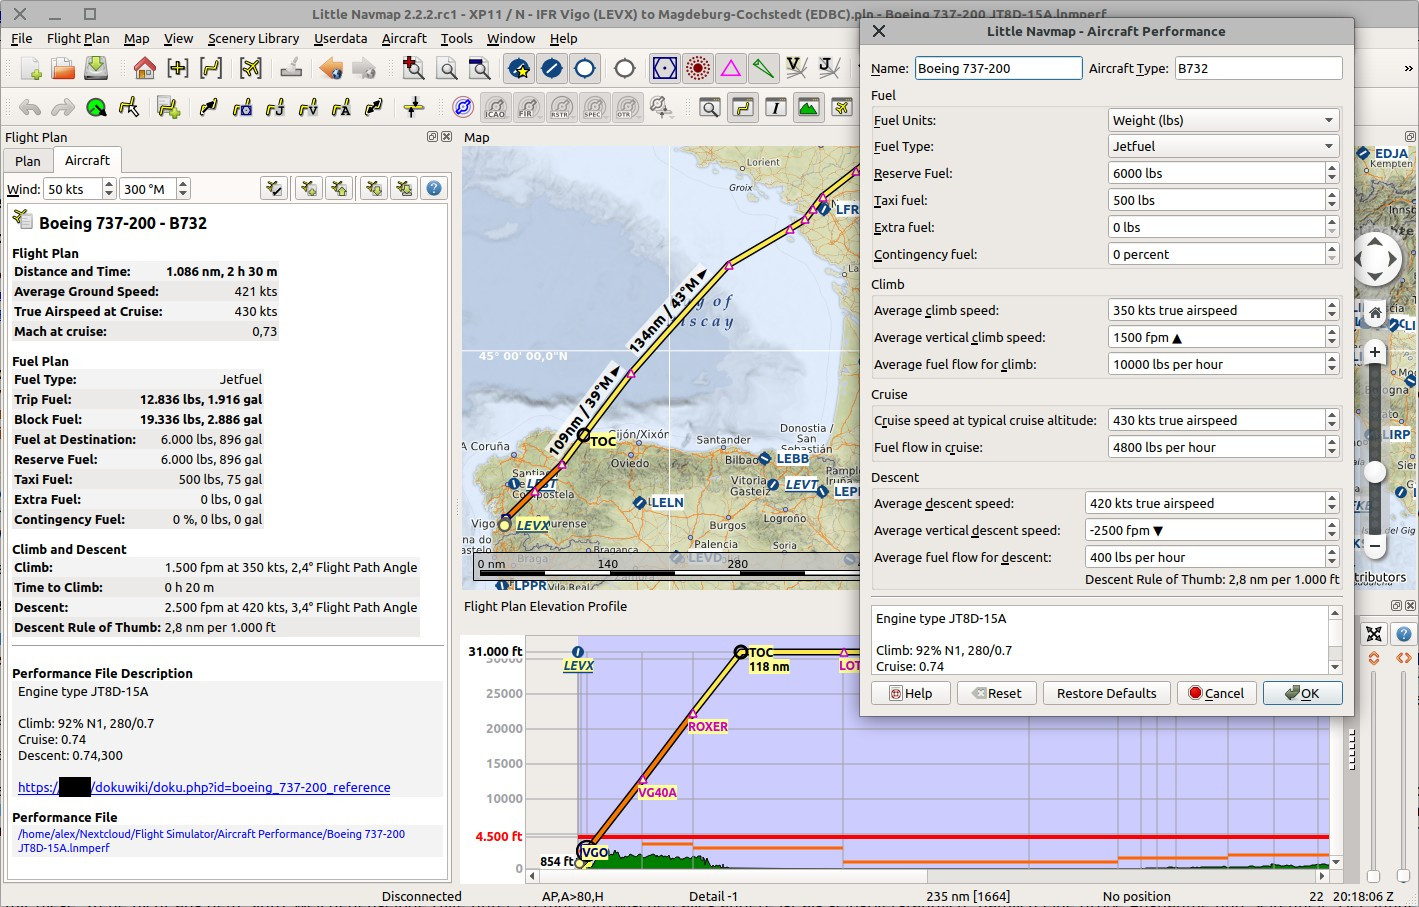 Little Navmap 2.2.2.rc1 - XP11 / N - IFR Vigo (LEVX) to Magdeburg-Cochstedt (EDBC).pln - Boeing 737-200 JT8D-15A.lnmperf
File Flight Plan Map View Scenery Library Userdata Aircraft Tools Window Help
ICAO FIR RSTR SPEC OTR
Flight Plan
Plan Aircraft
Wind: 50 kts 300 °M
Boeing 737-200 - B732
Flight Plan
Distance and Time: 1.086 nm, 2 h 30 m
Average Ground Speed: 421 kts
True Airspeed at Cruise: 430 kts
Mach at cruise: 0,73
Fuel Plan
Fuel Type: Jetfuel
Trip Fuel: 12.836 lbs, 1.916 gal
Block Fuel: 19.336 lbs, 2.886 gal
Fuel at Destination: 6.000 lbs, 896 gal
Reserve Fuel: 6.000 lbs, 896 gal
Taxi Fuel: 500 lbs, 75 gal
Extra Fuel: 0 lbs, 0 gal
Contingency Fuel: 0 %, 0 lbs, 0 gal
Climb and Descent
Climb: 1.500 fpm at 350 kts, 2,4° Flight Path Angle
Time to Climb: 0 h 20 m
Descent: 2.500 fpm at 420 kts, 3,4° Flight Path Angle
Descent Rule of Thumb: 2,8 nm per 1.000 ft
Performance File Description
Engine type JT8D-15A
Climb: 92% N1, 280/0.7
Cruise: 0.74
Descent: 0.74,300
https:/ /dokuwiki/doku.php?id=boeing_737-200_reference
Performance File
/home/alex/Nextcloud/Flight Simulator/Aircraft Performance/Boeing 737-200
JT8D-15A.lnmperf
Map
Lorient
Groix
LFR
134nm / 43°M
of
iscay
45° 00' 00,0"N
109nm / 39°M
TOC
A Coruña
Gijón/Xixón
Oviedo
Santander
Bilbao
LEBB
Donostia /
San
Sebastián
Vitoria
Gasteiz
LEVT
LEP
LEBT
LELN
Logroño
Vigo
LEVX
Burgos
Palencia
Soria
Braga
Bragança
LEVD
0 nm 140 280
LPPR
Flight Plan Elevation Profile
31.000 ft
30000
25000
20000
15000
10000
4.500 ft
854 ft
0
LEVX
TOC
118 nm
LOT
ROXER
VG40A
VGO
Little Navmap - Aircraft Performance
Name: Boeing 737-200 Aircraft Type: B732
Fuel
Fuel Units: Weight (lbs)
Fuel Type: Jetfuel
Reserve Fuel: 6000 lbs
Taxi fuel: 500 lbs
Extra fuel: 0 lbs
Contingency fuel: 0 percent
Climb
Average climb speed: 350 kts true airspeed
Average vertical climb speed: 1500 fpm ▲
Average fuel flow for climb: 10000 lbs per hour
Cruise
Cruise speed at typical cruise altitude: 430 kts true airspeed
Fuel flow in cruise: 4800 lbs per hour
Descent
Average descent speed: 420 kts true airspeed
Average vertical descent speed: -2500 fpm ▼
Average fuel flow for descent: 400 lbs per hour
Descent Rule of Thumb: 2,8 nm per 1.000 ft
Engine type JT8D-15A
Climb: 92% N1, 280/0.7
Cruise: 0.74
Help Reset Restore Defaults Cancel OK
EDJA
Kempten
LIRP
tributors
Disconnected AP,A>80,H Detail -1 235 nm [1664] No position 22 20:18:06 Z